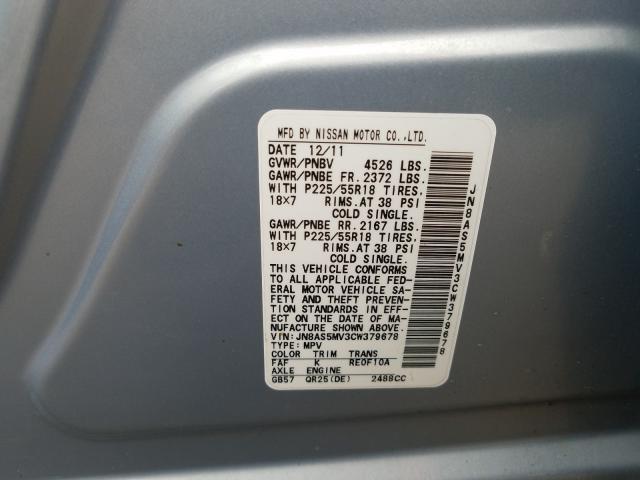 MFD BY NISSAN MOTOR CO.,LTD.
DATE 12/11
GVWR/PNBV 4526 LBS.
GAWR/PNBE FR. 2372 LBS.
WITH P225/55R18 TIRES,
18×7 RIMS.AT 38 PSI
COLD SINGLE.
GAWR/PNBE RR. 2167 LBS.
WITH P225/55R18 TIRES,
18×7 RIMS.AT 38 PSI
COLD SINGLE.
THIS VEHICLE CONFORMS
TO ALL APPLICABLE FED-
ERAL MOTOR VEHICLE SA-
FETY AND THEFT PREVEN-
TION STANDARDS IN EFF-
ECT ON THE DATE OF MA-
NUFACTURE SHOWN ABOVE.
VIN:JN8AS5MV3CW379678
TYPE: MPV
COLOR TRIM TRANS
FAF K RE0F10A
AXLE ENGINE
GB57 QR25(DE) 2488CC
JN8AS5MV3CW379678